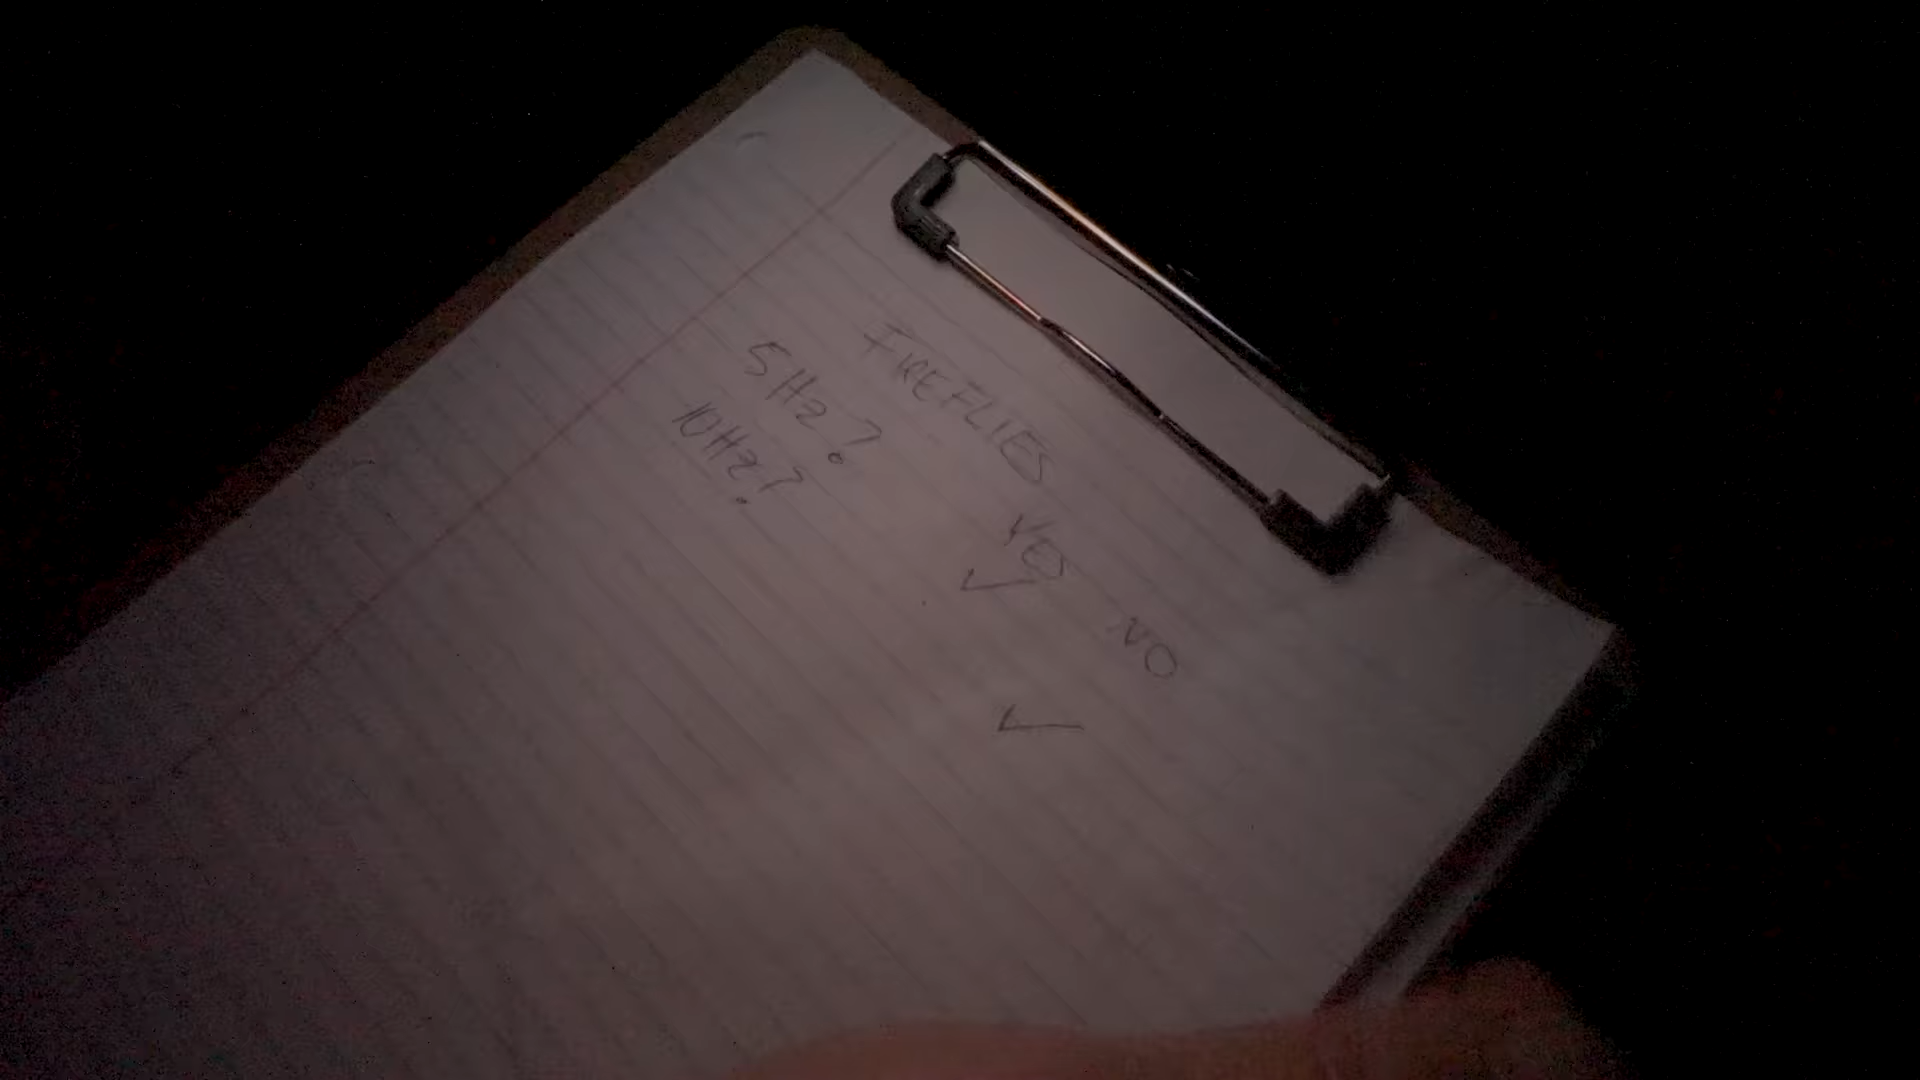 FIREFLIES
YES NO
5Hz? ✓
10Hz? ✓